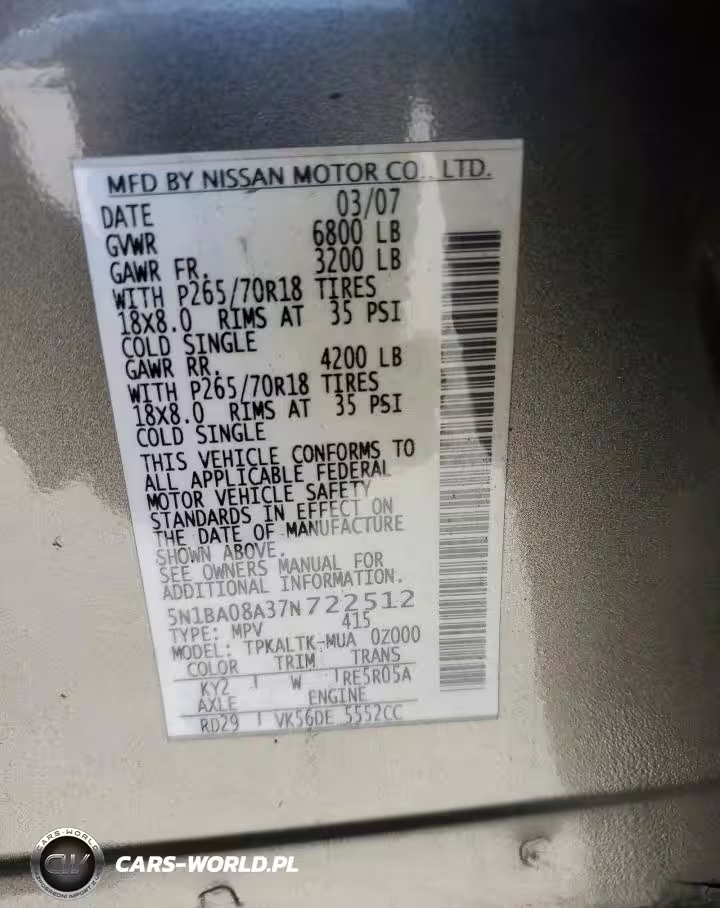 MFD BY NISSAN MOTOR CO., LTD.
DATE 03/07
GVWR 6800 LB
GAWR FR. 3200 LB
WITH P265/70R18 TIRES
18X8.0 RIMS AT 35 PSI
COLD SINGLE
GAWR RR. 4200 LB
WITH P265/70R18 TIRES
18X8.0 RIMS AT 35 PSI
COLD SINGLE
THIS VEHICLE CONFORMS TO
ALL APPLICABLE FEDERAL
MOTOR VEHICLE SAFETY
STANDARDS IN EFFECT ON
THE DATE OF MANUFACTURE
SHOWN ABOVE.
SEE OWNERS MANUAL FOR
ADDITIONAL INFORMATION.
5N1BA08A37N722512
TYPE: MPV 415
MODEL: TPKALTK-MUA 0Z000
COLOR TRIM TRANS
KY2 W RE5R05A
AXLE ENGINE
RD29 VK56DE 5552CC
CARS-WORLD
CW
CARS-WORLD.PL